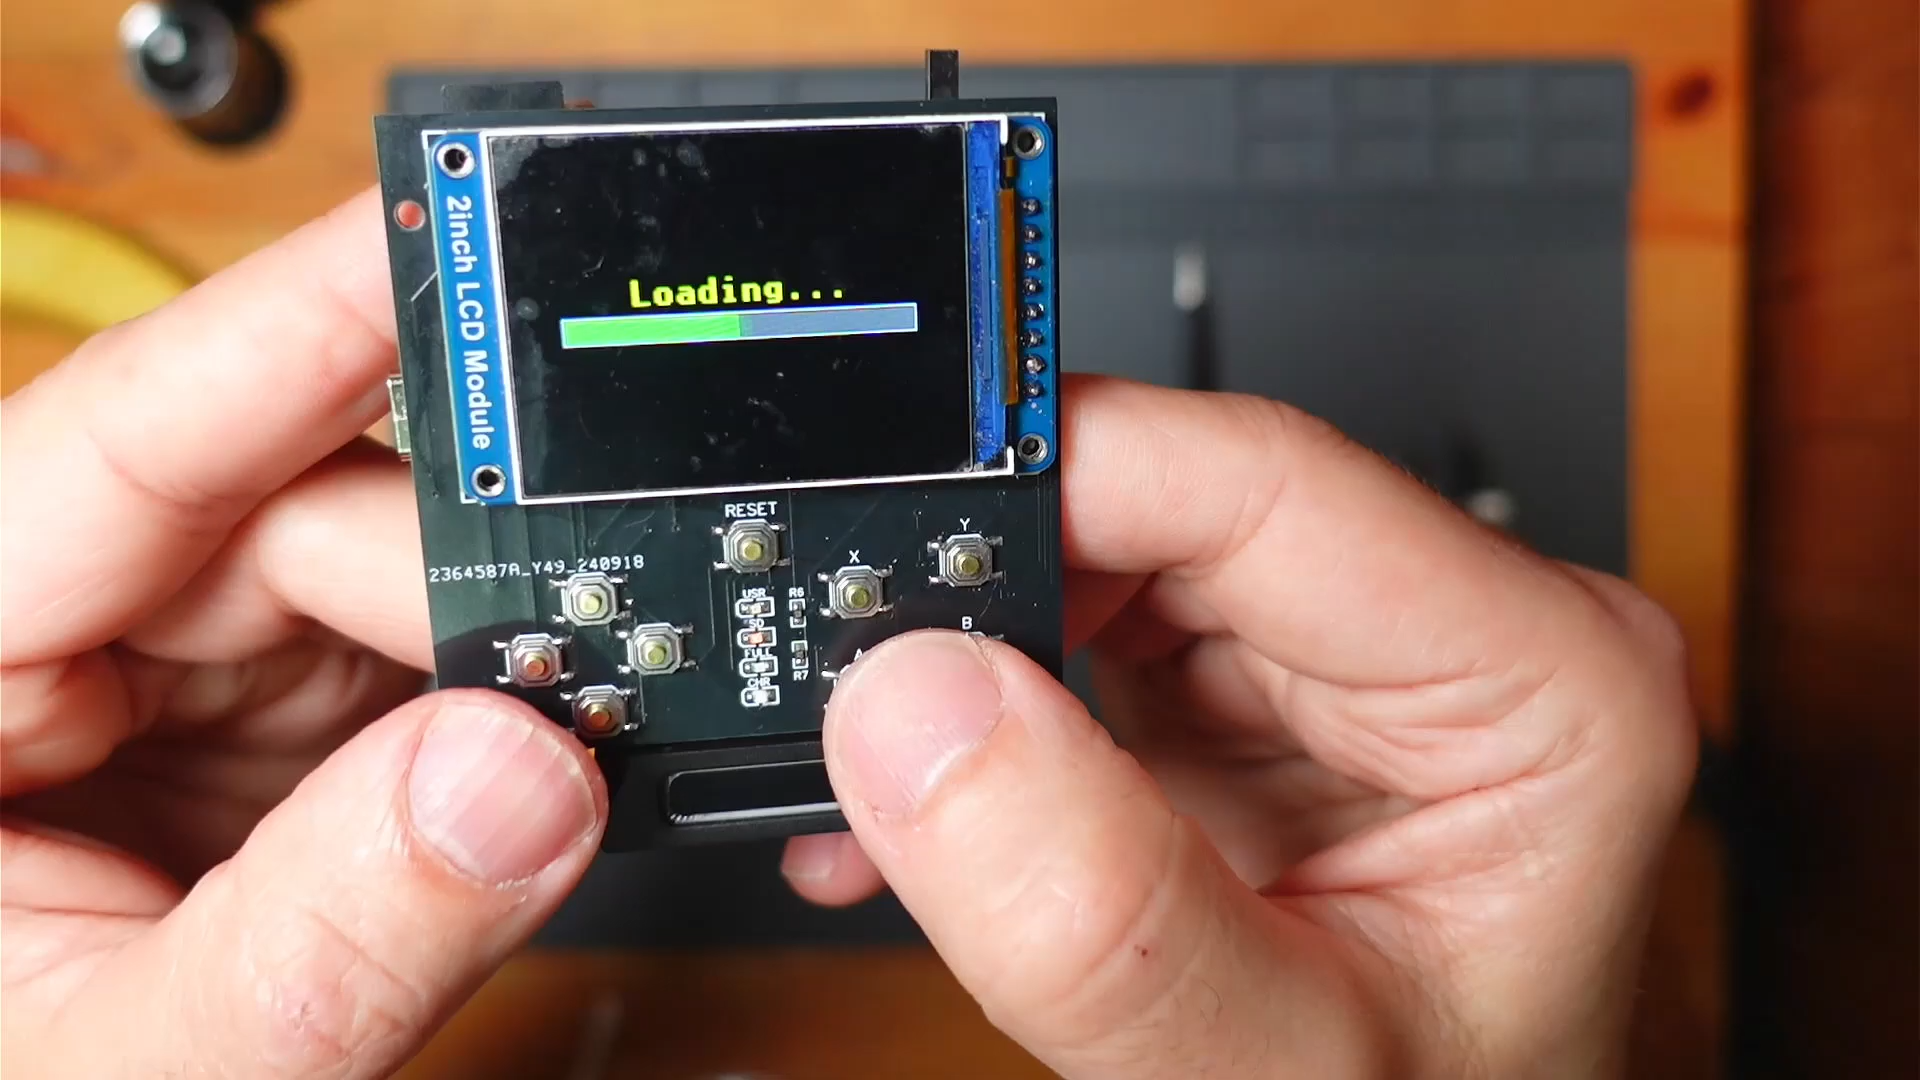 2inch LCD Module
Loading...
RESET
Y
X
2364587A_Y49_240918
USR
R6
SD
B
FULL
A
R7
CHR